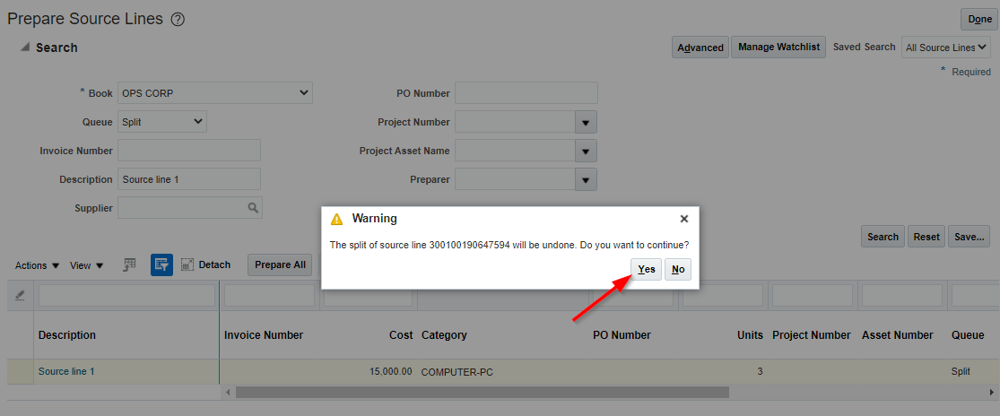 Prepare Source Lines ?
Done
Search
Advanced Manage Watchlist Saved Search All Source Lines
* Required
* Book OPS CORP
PO Number
Queue Split
Project Number
Invoice Number
Project Asset Name
Description Source line 1
Preparer
Supplier
Warning
The split of source line 300100190647594 will be undone. Do you want to continue?
Yes No
Search Reset Save...
Actions View Detach Prepare All
Description Invoice Number Cost Category PO Number Units Project Number Asset Number Queue
Source line 1 15,000.00 COMPUTER-PC 3 Split